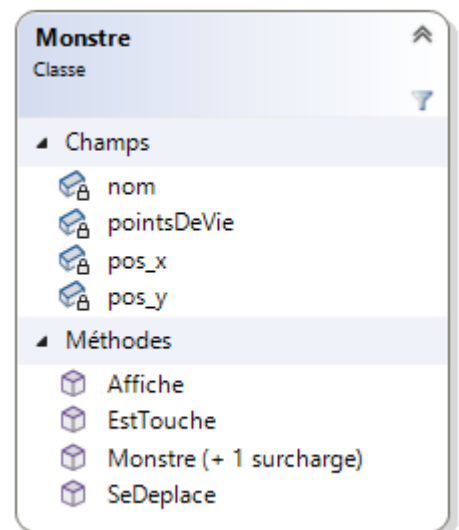 Monstre
Classe
Champs
nom
pointsDeVie
pos_x
pos_y
Méthodes
Affiche
EstTouche
Monstre (+ 1 surcharge)
SeDeplace